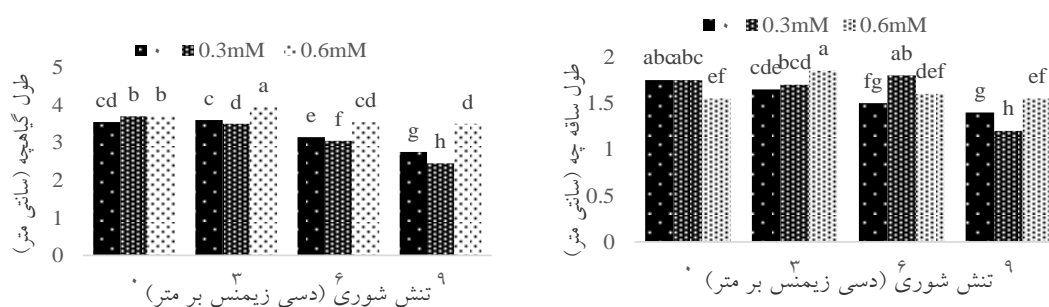 ۰ 0.3mM 0.6mM
طول گیاهچه (سانتی متر)
5
4
3
2
1
0
cd b b c d a e f cd g h d
۰ ۳ ۶ ۹
تنش شوری (دسی زیمنس بر متر)
۰ 0.3mM 0.6mM
طول ساقه چه (سانتی متر)
2
1.5
1
0.5
0
abc abc ef cde bcd a fg ab def g h ef
۰ ۳ ۶ ۹
تنش شوری (دسی زیمنس بر متر)